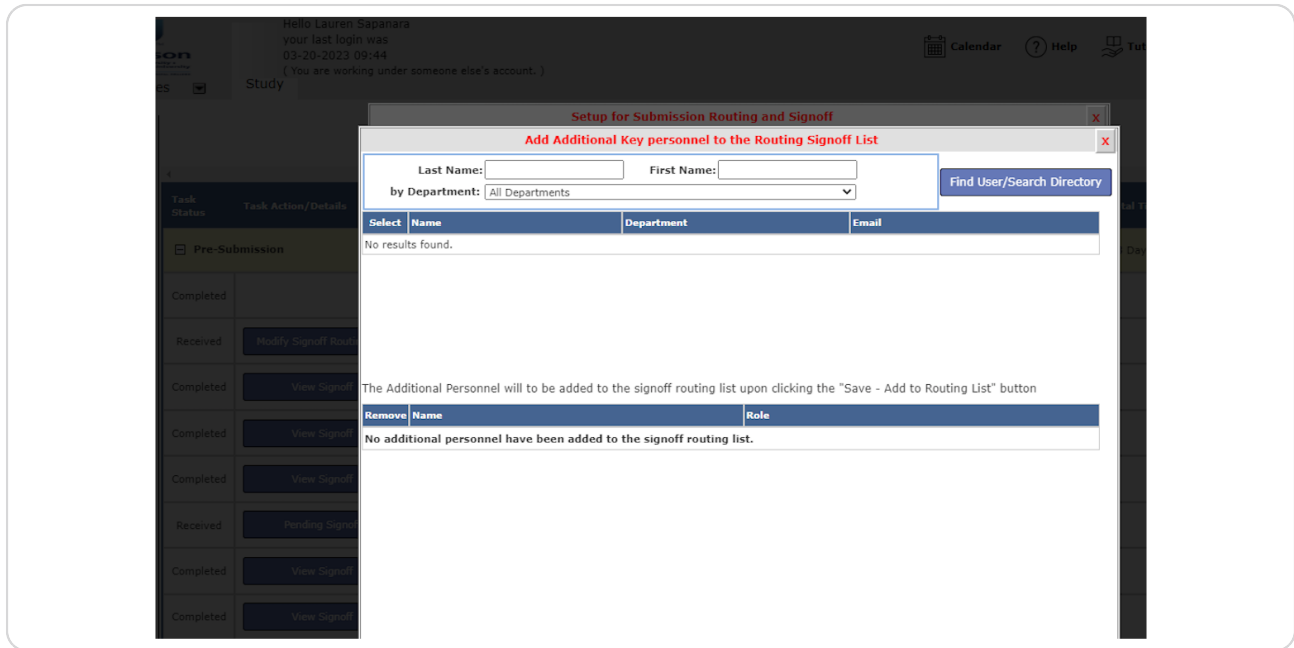 Hello Lauren Sapanara
your last login was
03-20-2023 09:44
( You are working under someone else's account. )
Calendar
Help
Tut
son
es
Study
Setup for Submission Routing and Signoff
x
Add Additional Key personnel to the Routing Signoff List
x
Last Name:
First Name:
by Department:
All Departments
Find User/Search Directory
Select Name Department Email
No results found.
Task Status
Task Action/Details
Pre-Submission
Day
Completed
Received
Modify Signoff Routi
Completed
View Signoff
The Additional Personnel will to be added to the signoff routing list upon clicking the "Save - Add to Routing List" button
Remove Name Role
No additional personnel have been added to the signoff routing list.
Completed
View Signoff
Completed
View Signoff
Received
Pending Signof
Completed
View Signoff
Completed
View Signoff